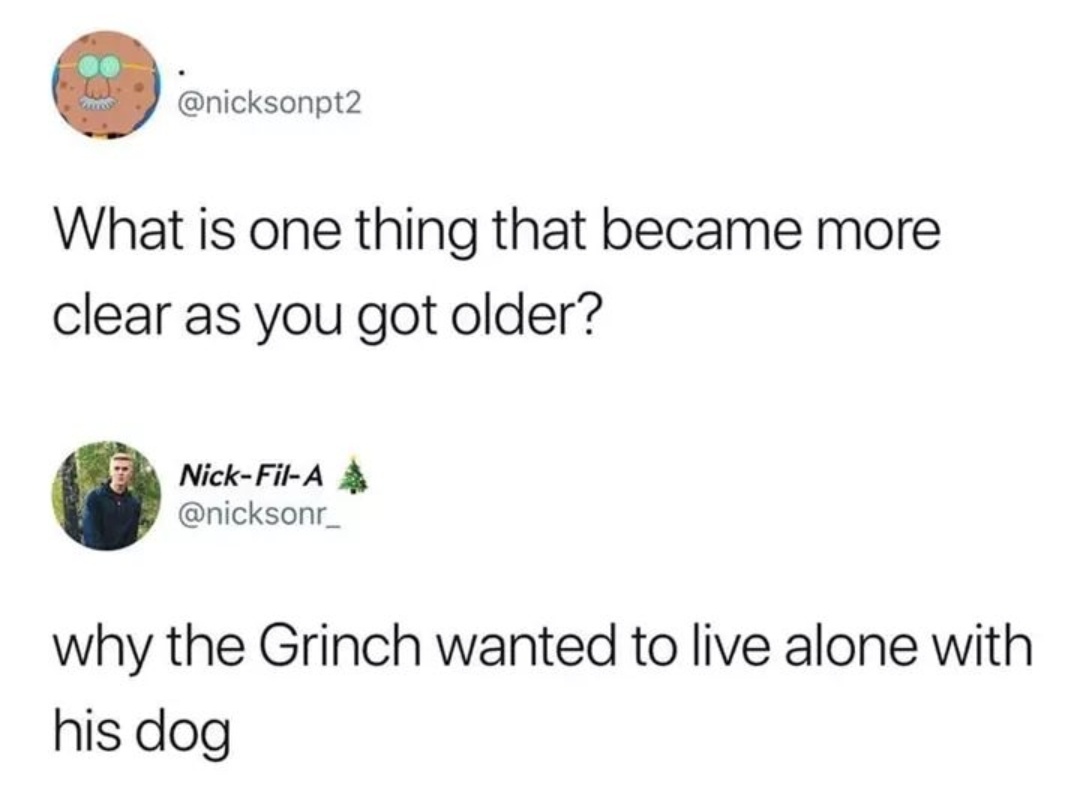 .
@nicksonpt2
What is one thing that became more
clear as you got older?
Nick-Fil-A 🎄
@nicksonr_
why the Grinch wanted to live alone with
his dog